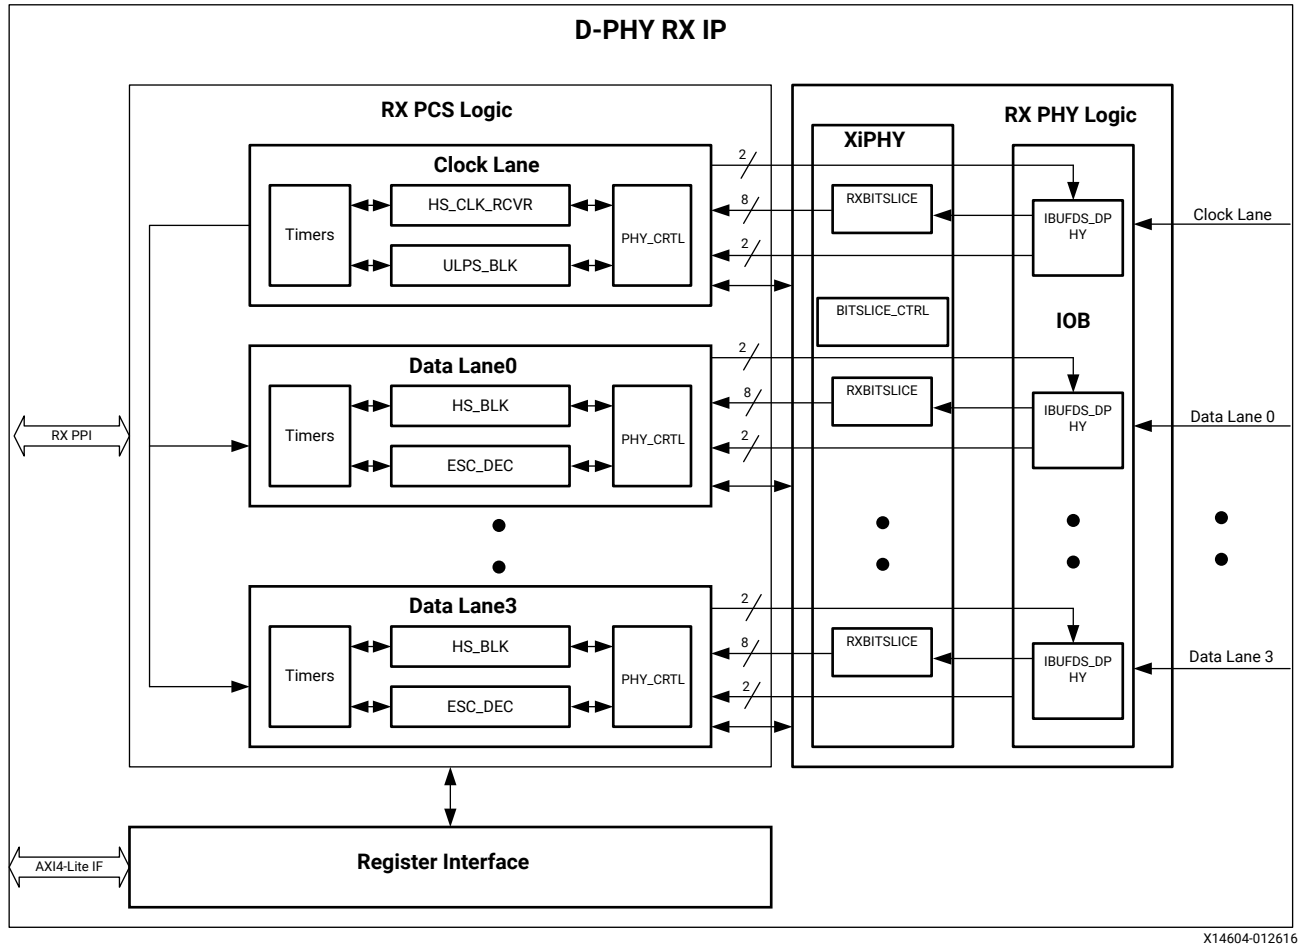 D-PHY RX IP
RX PCS Logic
RX PHY Logic
XiPHY
Clock Lane
Timers
HS_CLK_RCVR
ULPS_BLK
PHY_CRTL
2
8
2
RXBITSLICE
IBUFDS_DP
HY
Clock Lane
BITSLICE_CTRL
IOB
Data Lane0
Timers
HS_BLK
ESC_DEC
PHY_CRTL
2
8
2
RXBITSLICE
IBUFDS_DP
HY
Data Lane 0
RX PPI
Data Lane3
Timers
HS_BLK
ESC_DEC
PHY_CRTL
2
8
2
RXBITSLICE
IBUFDS_DP
HY
Data Lane 3
Register Interface
AXI4-Lite IF
X14604-012616